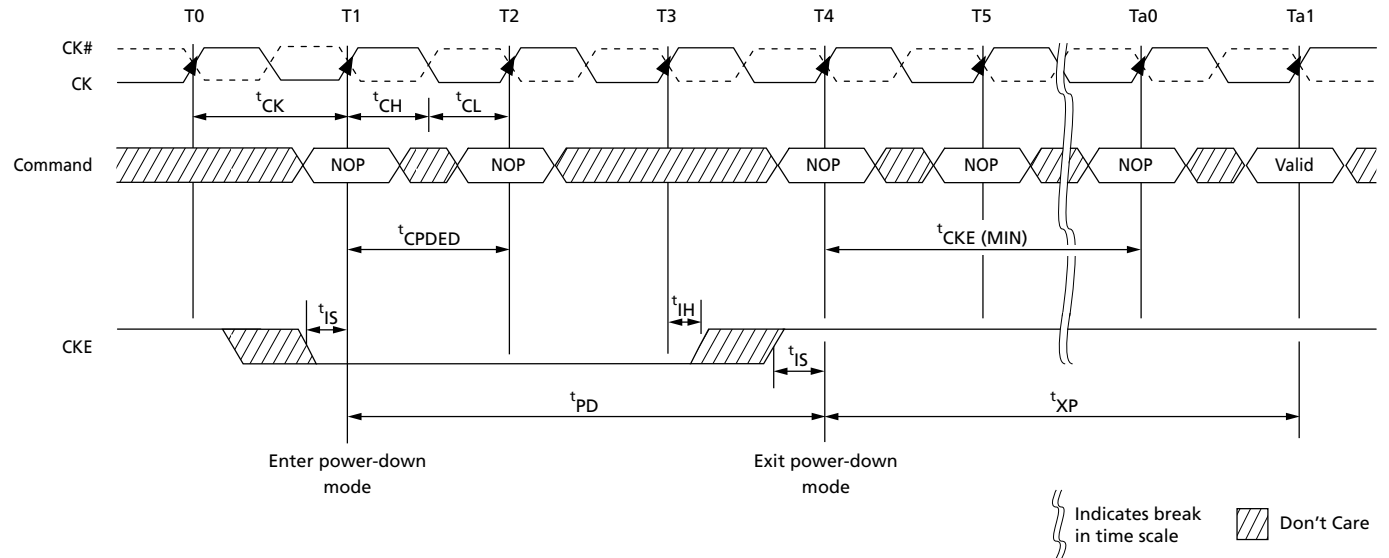 T0 T1 T2 T3 T4 T5 Ta0 Ta1
CK#
CK
tCK tCH tCL
Command NOP NOP NOP NOP NOP Valid
tCPDED tCKE (MIN)
tIS tIH
CKE
tIS
tPD tXP
Enter power-down
mode
Exit power-down
mode
Indicates break
in time scale
Don't Care